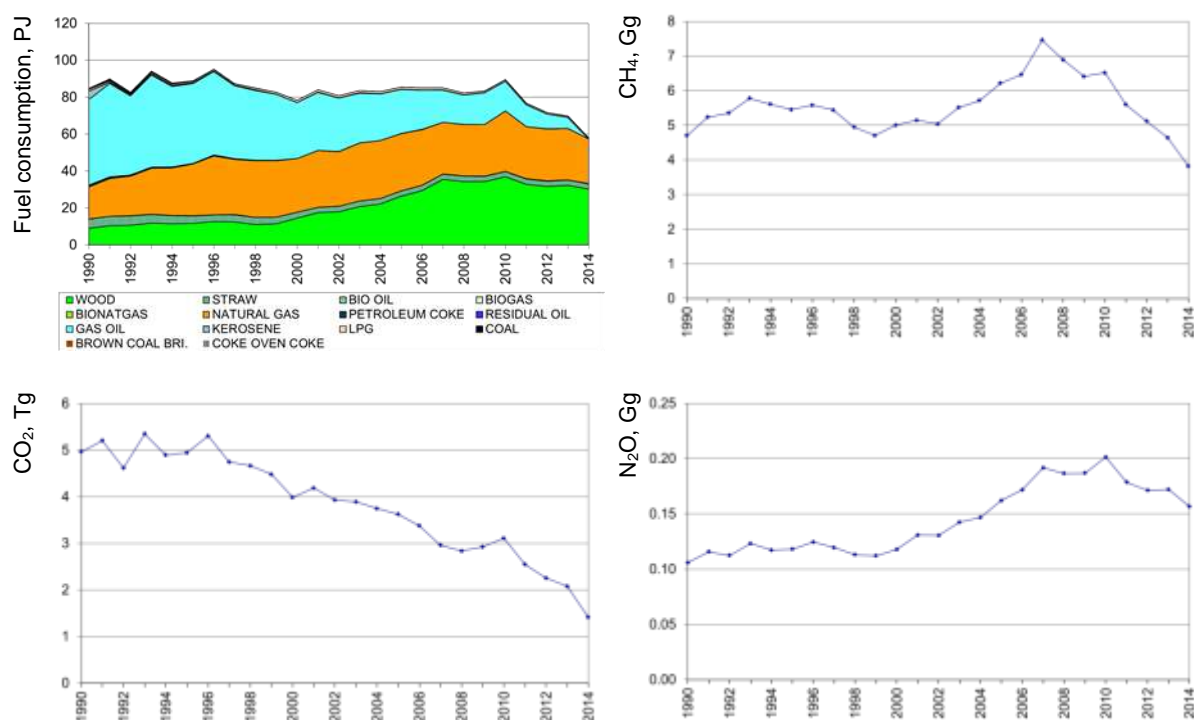 Fuel consumption, PJ
120
100
80
60
40
20
0
1990 1992 1994 1996 1998 2000 2002 2004 2006 2008 2010 2012 2014
WOOD STRAW BIO OIL BIOGAS
BIONATGAS NATURAL GAS PETROLEUM COKE RESIDUAL OIL
GAS OIL KEROSENE LPG COAL
BROWN COAL BRI. COKE OVEN COKE
CH₄, Gg
8
7
6
5
4
3
2
1
0
1990 1992 1994 1996 1998 2000 2002 2004 2006 2008 2010 2012 2014
CO₂, Tg
6
5
4
3
2
1
0
1990 1992 1994 1996 1998 2000 2002 2004 2006 2008 2010 2012 2014
N₂O, Gg
0.25
0.20
0.15
0.10
0.05
0.00
1990 1992 1994 1996 1998 2000 2002 2004 2006 2008 2010 2012 2014